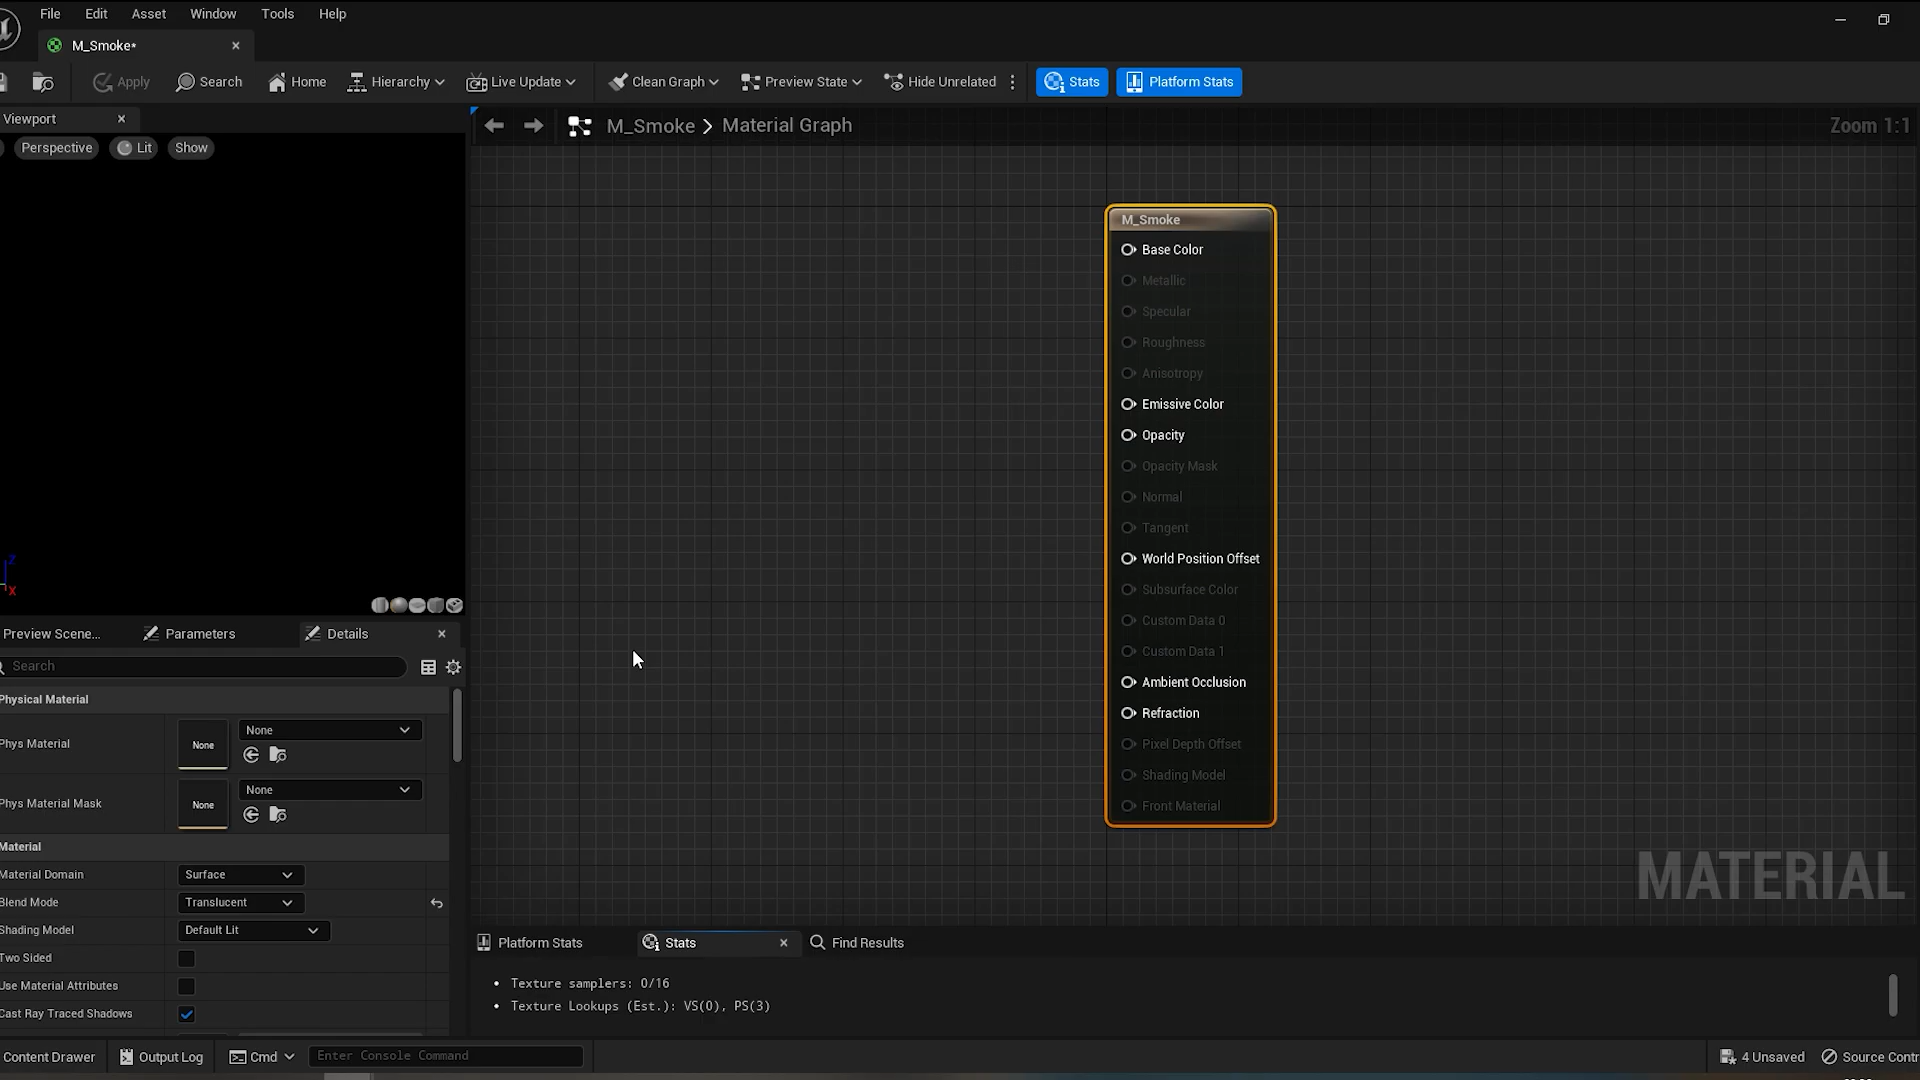 File Edit Asset Window Tools Help
M_Smoke*
Apply Search Home Hierarchy Live Update Clean Graph Preview State Hide Unrelated Stats Platform Stats
Viewport
M_Smoke > Material Graph
Zoom 1:1
Perspective Lit Show
M_Smoke
Base Color
Metallic
Specular
Roughness
Anisotropy
Emissive Color
Opacity
Opacity Mask
Normal
Tangent
World Position Offset
Subsurface Color
Custom Data 0
Custom Data 1
Ambient Occlusion
Refraction
Pixel Depth Offset
Shading Model
Front Material
MATERIAL
Z
X
Preview Scene... Parameters Details
Search
Physical Material
Phys Material None None
Phys Material Mask None None
Material
Material Domain Surface
Blend Mode Translucent
Shading Model Default Lit
Two Sided
Use Material Attributes
Cast Ray Traced Shadows
Platform Stats Stats Find Results
• Texture samplers: 0/16
• Texture Lookups (Est.): VS(0), PS(3)
Content Drawer Output Log Cmd Enter Console Command 4 Unsaved Source Contr